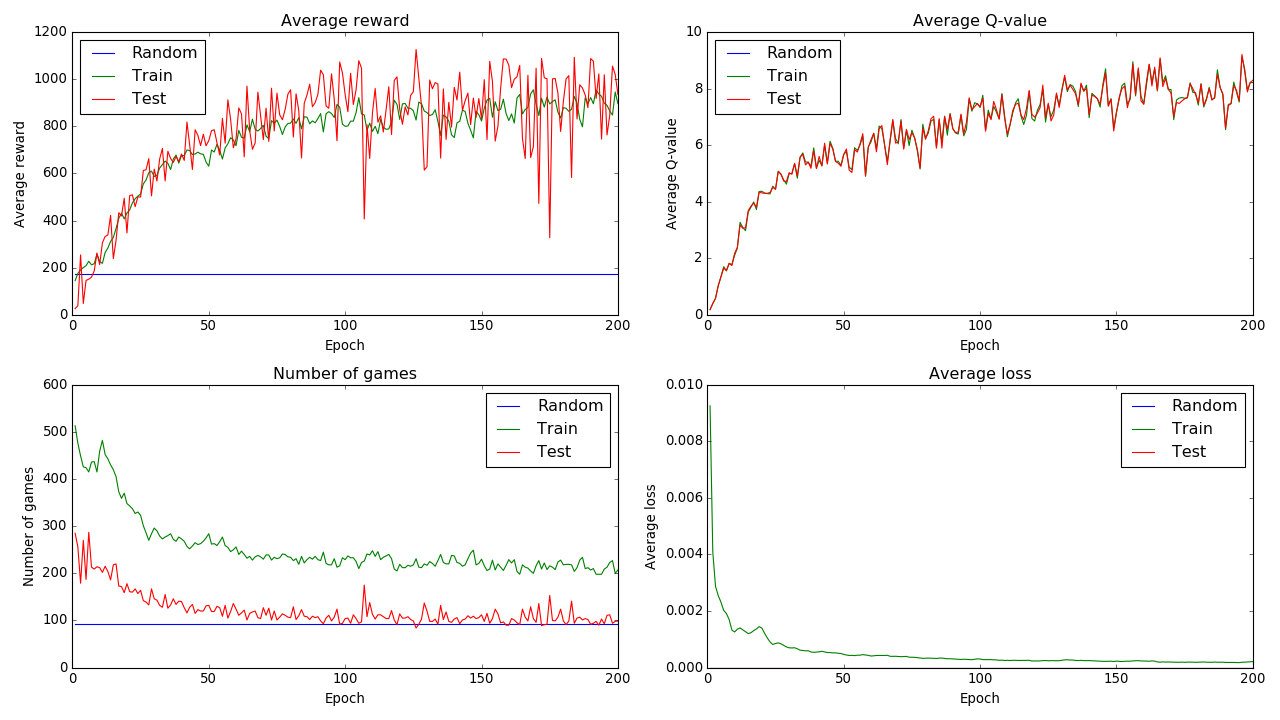 Average reward
1200
1000
800
600
400
200
0
Average reward
Random
Train
Test
0 50 100 150 200
Epoch
Average Q-value
10
8
6
4
2
0
Average Q-value
Random
Train
Test
0 50 100 150 200
Epoch
Number of games
600
500
400
300
200
100
0
Number of games
Random
Train
Test
0 50 100 150 200
Epoch
Average loss
0.010
0.008
0.006
0.004
0.002
0.000
Average loss
Random
Train
Test
0 50 100 150 200
Epoch